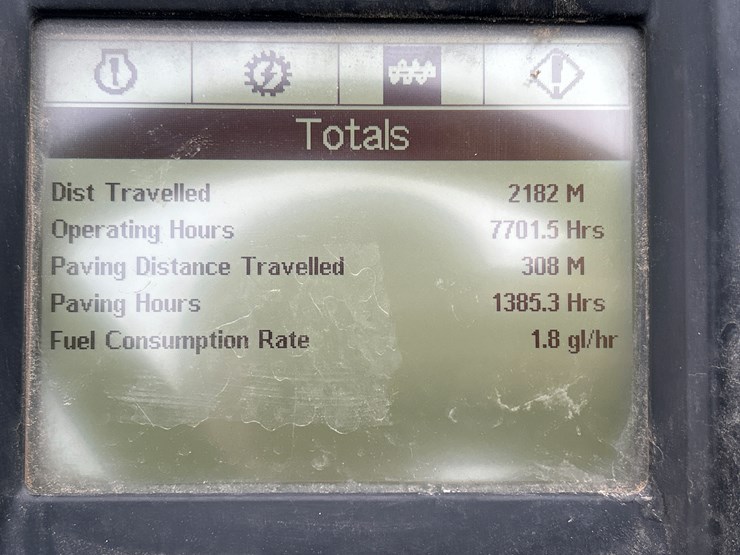 Totals
Dist Travelled 2182 M
Operating Hours 7701.5 Hrs
Paving Distance Travelled 308 M
Paving Hours 1385.3 Hrs
Fuel Consumption Rate 1.8 gl/hr